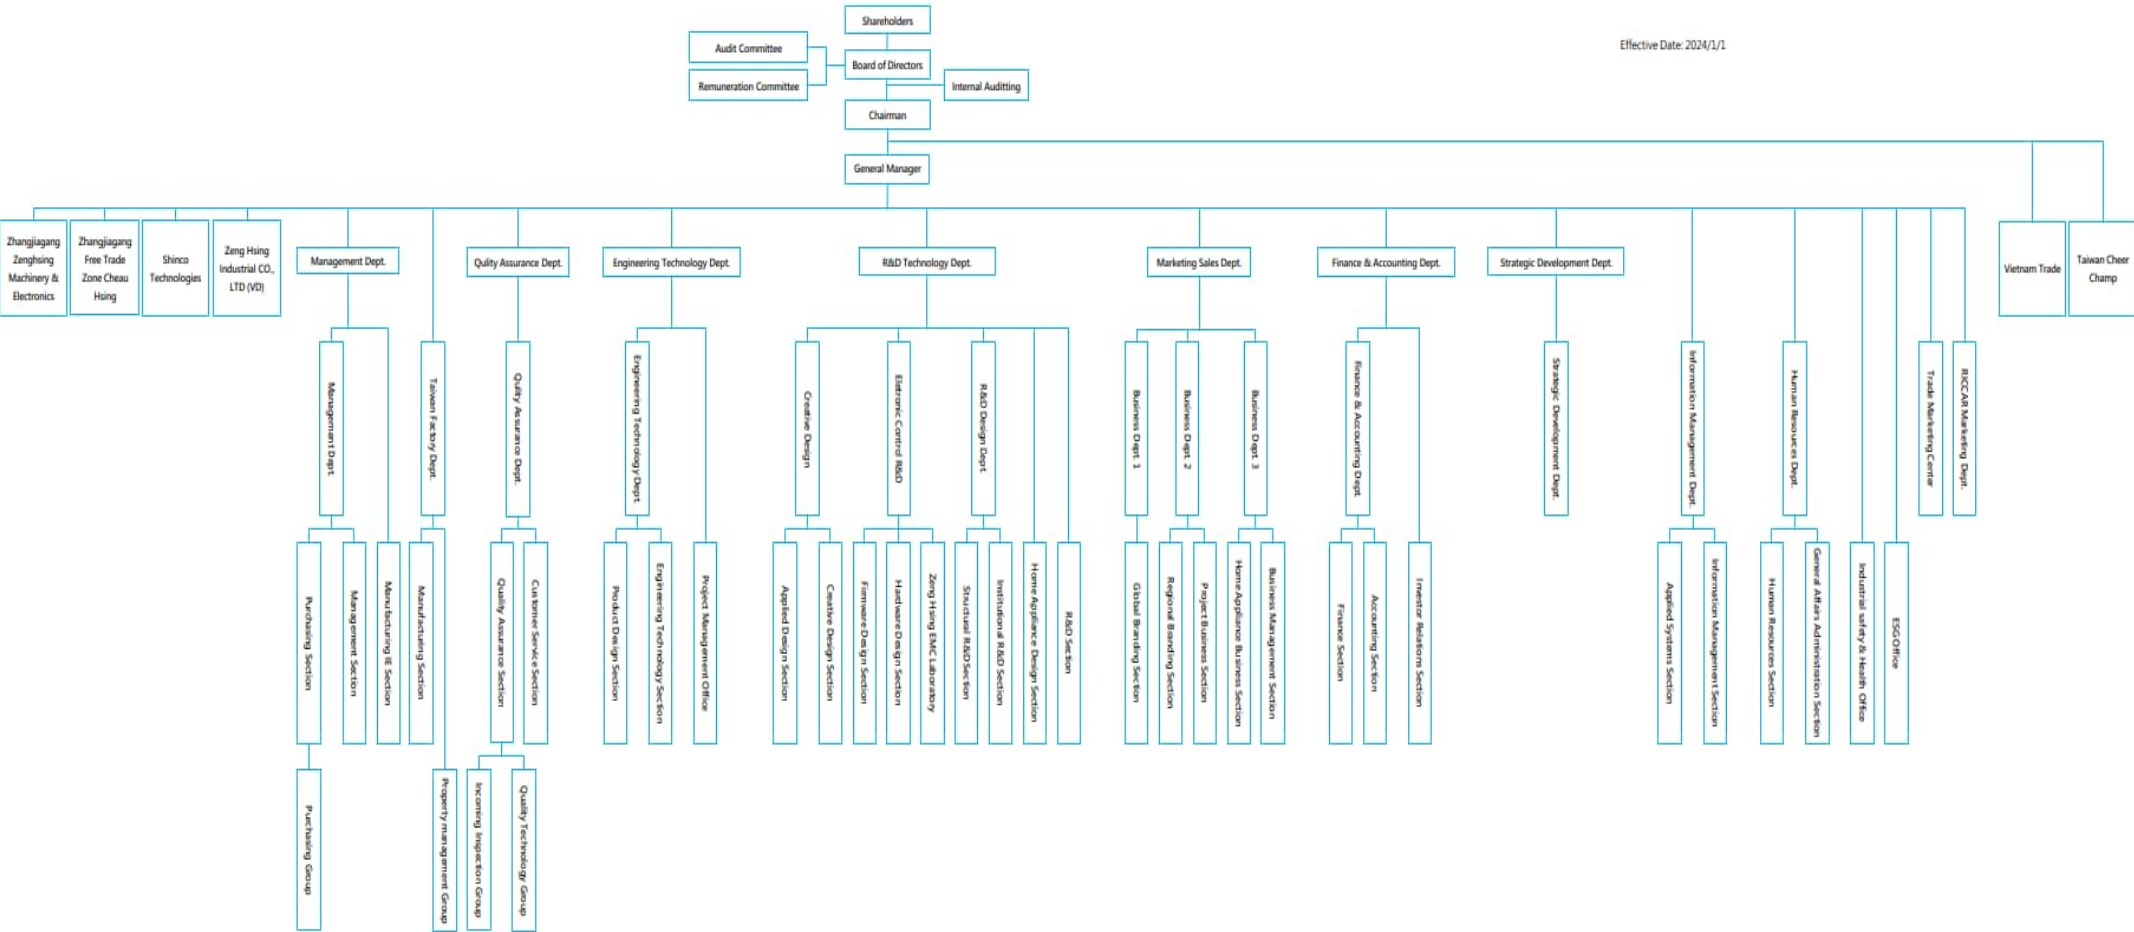 Shareholders
Audit Committee
Effective Date: 2024/1/1
Board of Directors
Remuneration Committee
Internal Auditting
Chairman
General Manager
Zhangjiagang
Zenghsing
Machinery &
Electronics
Zhangjiagang
Free Trade
Zone Cheau
Hsing
Shinco
Technologies
Zeng Hsing
Industrial CO.,
LTD (VD)
Management Dept.
Qulity Assurance Dept.
Engineering Technology Dept.
R&D Technology Dept.
Marketing Sales Dept.
Finance & Accounting Dept.
Strategic Development Dept.
Vietnam Trade
Taiwan Cheer
Champ
Management Dept.
Taiwan Factory Dept.
Qulity Assurance Dept.
Engineering Technology Dept.
Creative Design
Eletronic Control R&D
R&D Design Dept.
Business Dept. 1
Business Dept. 2
Business Dept. 3
Finance & Accounting Dept.
Strategic Development Dept.
Information Management Dept.
Human Resources Dept.
Trade Marketing Center
RICCAR Marketing Dept.
Purchasing Section
Management Section
Manufacturing IE Section
Manufacturing Section
Quality Assurance Section
Customer Service Section
Product Design Section
Engineering Technology Section
Project Management Office
Applied Design Section
Creative Design Section
Firmware Design Section
Hardware Design Section
Zeng Hsing EMC Laboratory
Structural R&D Section
Institutional R&D Section
Home Appliance Design Section
R&D Section
Global Branding Section
Regional Branding Section
Project Business Section
Home Appliance Business Section
Business Management Section
Finance Section
Accounting Section
Investor Relations Section
Applied Systems Section
Information Management Section
Human Resources Section
General Affairs Administration Section
Industrial safety & Health Office
ESG Office
Purchasing Group
Property management Group
Incoming Inspection Group
Quality Technology Group